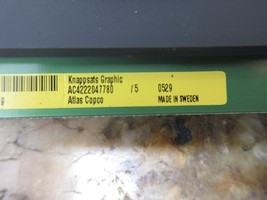 Knappsats Graphic
AC4222047780 /5 0529
Atlas Copco MADE IN SWEDEN